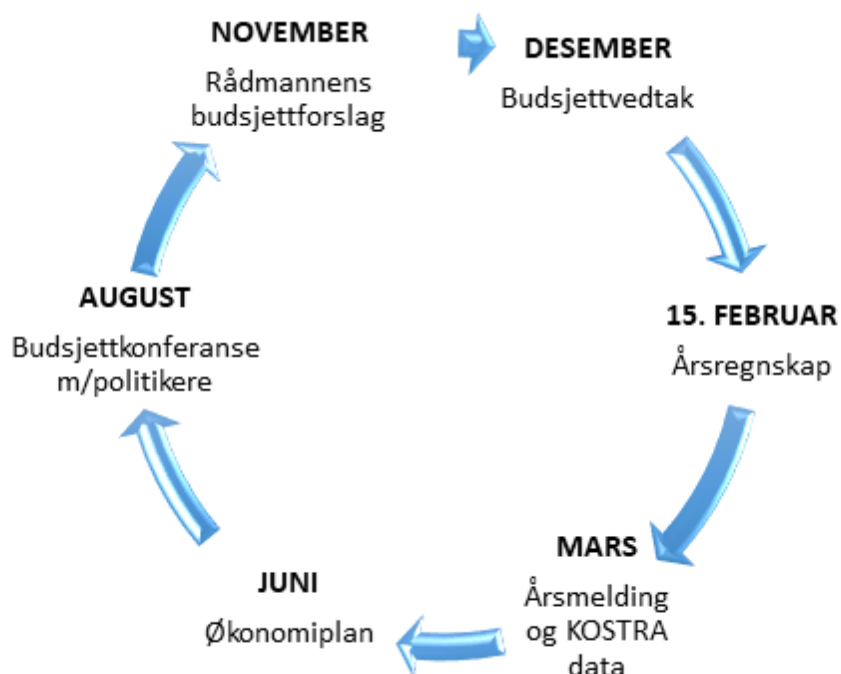 NOVEMBER
Rådmannens
budsjettforslag
DESEMBER
Budsjettvedtak
15. FEBRUAR
Årsregnskap
MARS
Årsmelding
og KOSTRA
data
JUNI
Økonomiplan
AUGUST
Budsjettkonferanse
m/politikere